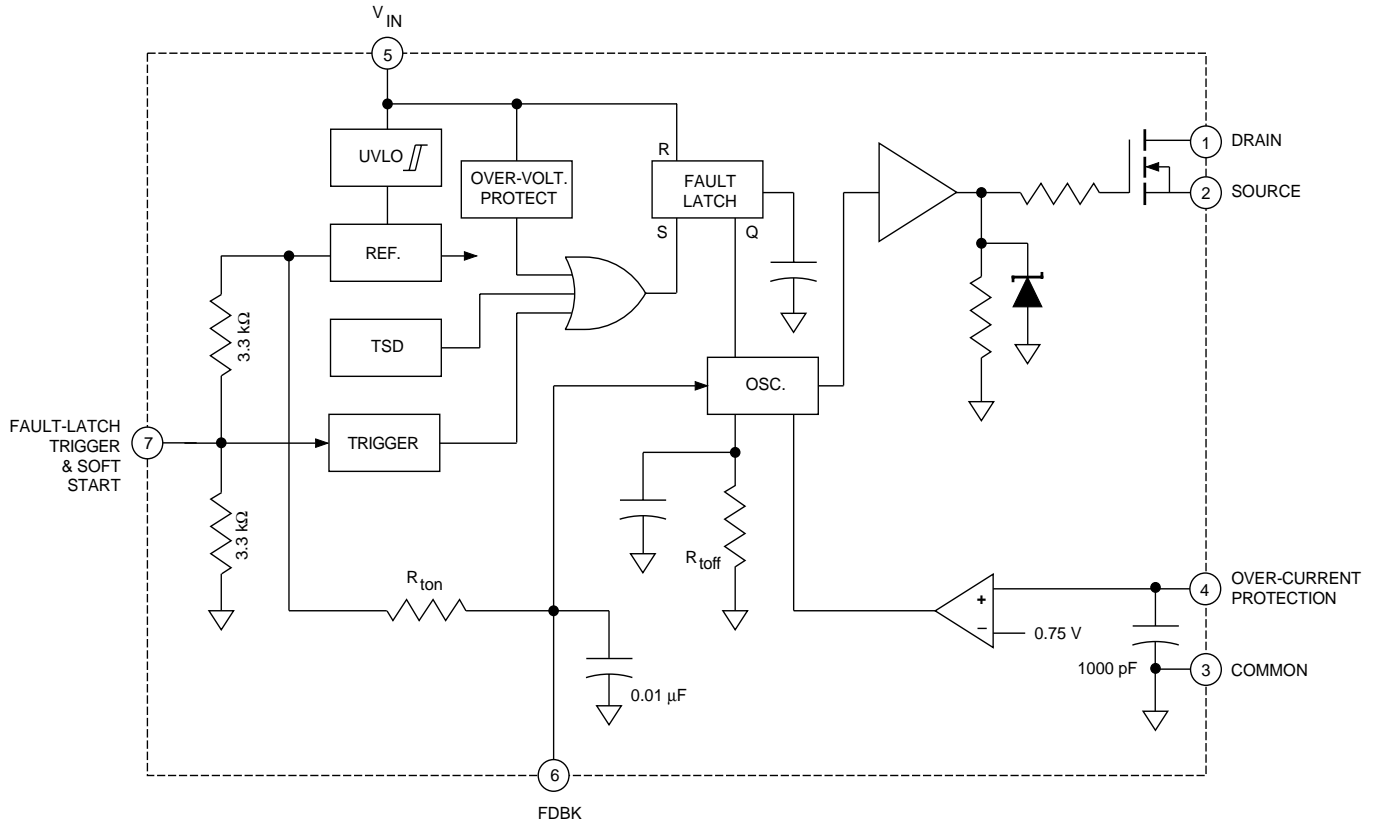 V IN
5
UVLO
R
OVER-VOLT.
PROTECT
FAULT
LATCH
S
Q
REF.
3.3 kΩ
TSD
OSC.
1
DRAIN
2
SOURCE
FAULT-LATCH
TRIGGER
& SOFT
START
7
TRIGGER
3.3 kΩ
R ton
R toff
0.01 μF
+
–
0.75 V
4
OVER-CURRENT
PROTECTION
1000 pF
3
COMMON
6
FDBK